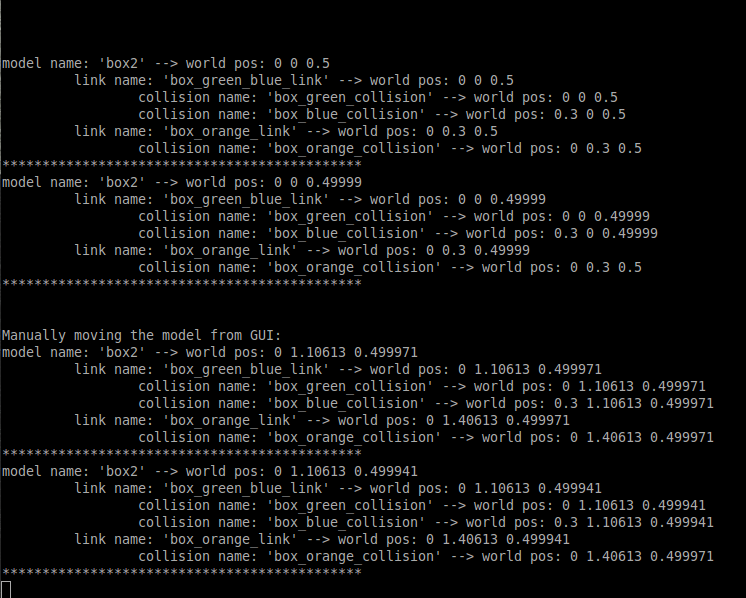 model name: 'box2' --> world pos: 0 0 0.5
link name: 'box_green_blue_link' --> world pos: 0 0 0.5
collision name: 'box_green_collision' --> world pos: 0 0 0.5
collision name: 'box_blue_collision' --> world pos: 0.3 0 0.5
link name: 'box_orange_link' --> world pos: 0 0.3 0.5
collision name: 'box_orange_collision' --> world pos: 0 0.3 0.5
*********************************************
model name: 'box2' --> world pos: 0 0 0.49999
link name: 'box_green_blue_link' --> world pos: 0 0 0.49999
collision name: 'box_green_collision' --> world pos: 0 0 0.49999
collision name: 'box_blue_collision' --> world pos: 0.3 0 0.49999
link name: 'box_orange_link' --> world pos: 0 0.3 0.49999
collision name: 'box_orange_collision' --> world pos: 0 0.3 0.5
*********************************************
Manually moving the model from GUI:
model name: 'box2' --> world pos: 0 1.10613 0.499971
link name: 'box_green_blue_link' --> world pos: 0 1.10613 0.499971
collision name: 'box_green_collision' --> world pos: 0 1.10613 0.499971
collision name: 'box_blue_collision' --> world pos: 0.3 1.10613 0.499971
link name: 'box_orange_link' --> world pos: 0 1.40613 0.499971
collision name: 'box_orange_collision' --> world pos: 0 1.40613 0.499971
*********************************************
model name: 'box2' --> world pos: 0 1.10613 0.499941
link name: 'box_green_blue_link' --> world pos: 0 1.10613 0.499941
collision name: 'box_green_collision' --> world pos: 0 1.10613 0.499941
collision name: 'box_blue_collision' --> world pos: 0.3 1.10613 0.499941
link name: 'box_orange_link' --> world pos: 0 1.40613 0.499941
collision name: 'box_orange_collision' --> world pos: 0 1.40613 0.499971
*********************************************